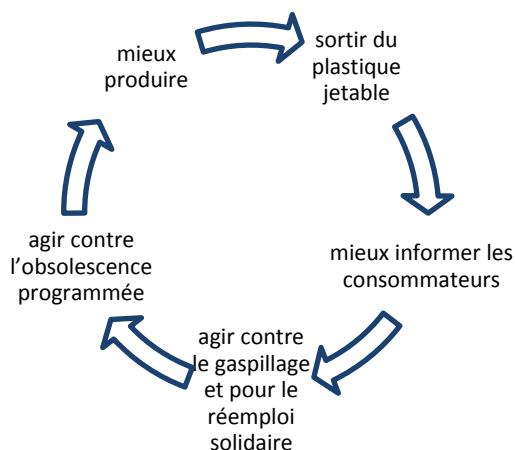 mieux
produire
sortir du
plastique
jetable
mieux informer les
consommateurs
agir contre
le gaspillage
et pour le
réemploi
solidaire
agir contre
l’obsolescence
programmée